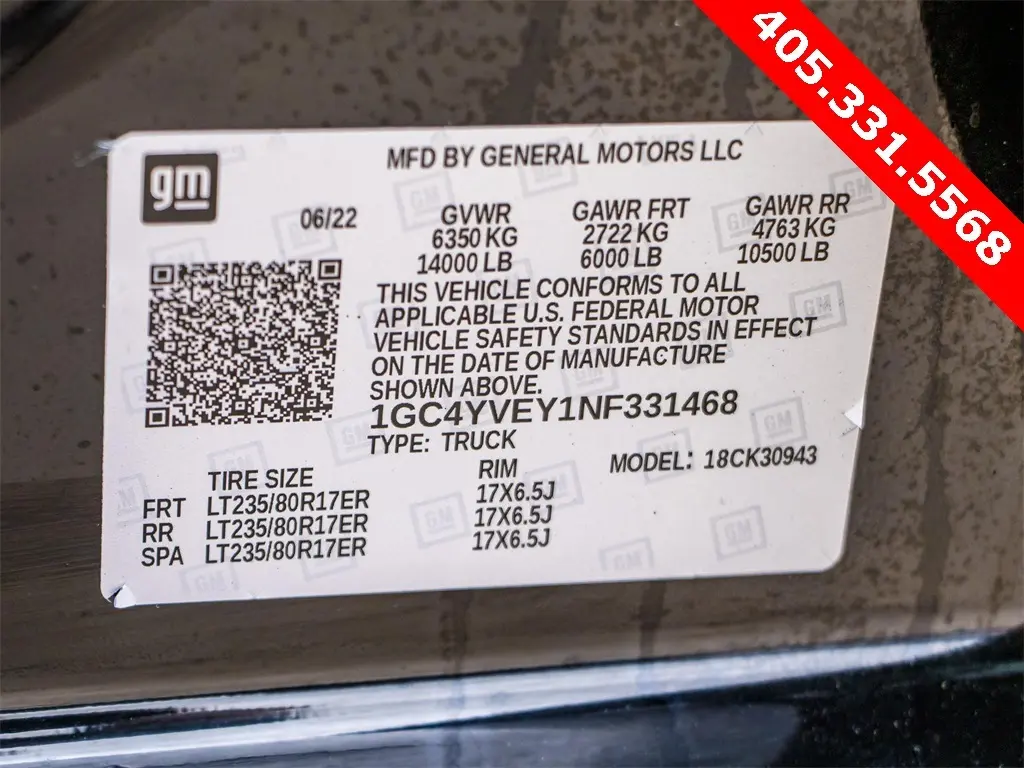 405.331.5568
gm
MFD BY GENERAL MOTORS LLC
06/22 GVWR GAWR FRT GAWR RR
6350 KG 2722 KG 4763 KG
14000 LB 6000 LB 10500 LB
THIS VEHICLE CONFORMS TO ALL
APPLICABLE U.S. FEDERAL MOTOR
VEHICLE SAFETY STANDARDS IN EFFECT
ON THE DATE OF MANUFACTURE
SHOWN ABOVE.
1GC4YVEY1NF331468
TYPE: TRUCK
MODEL: 18CK30943
TIRE SIZE RIM
FRT LT235/80R17ER 17X6.5J
RR LT235/80R17ER 17X6.5J
SPA LT235/80R17ER 17X6.5J